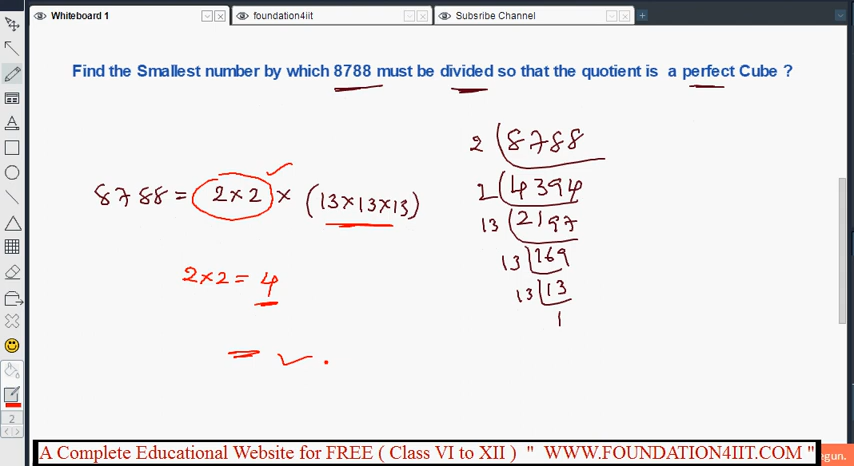 Whiteboard 1
foundation4iit
Subsribe Channel
Find the Smallest number by which 8788 must be divided so that the quotient is a perfect Cube ?
8788 = 2×2 × (13×13×13)
2×2 = 4
=
2 8788
2 4394
13 2197
13 169
13 13
1
2
A Complete Educational Website for FREE ( Class VI to XII ) " WWW.FOUNDATION4IIT.COM "
egun.